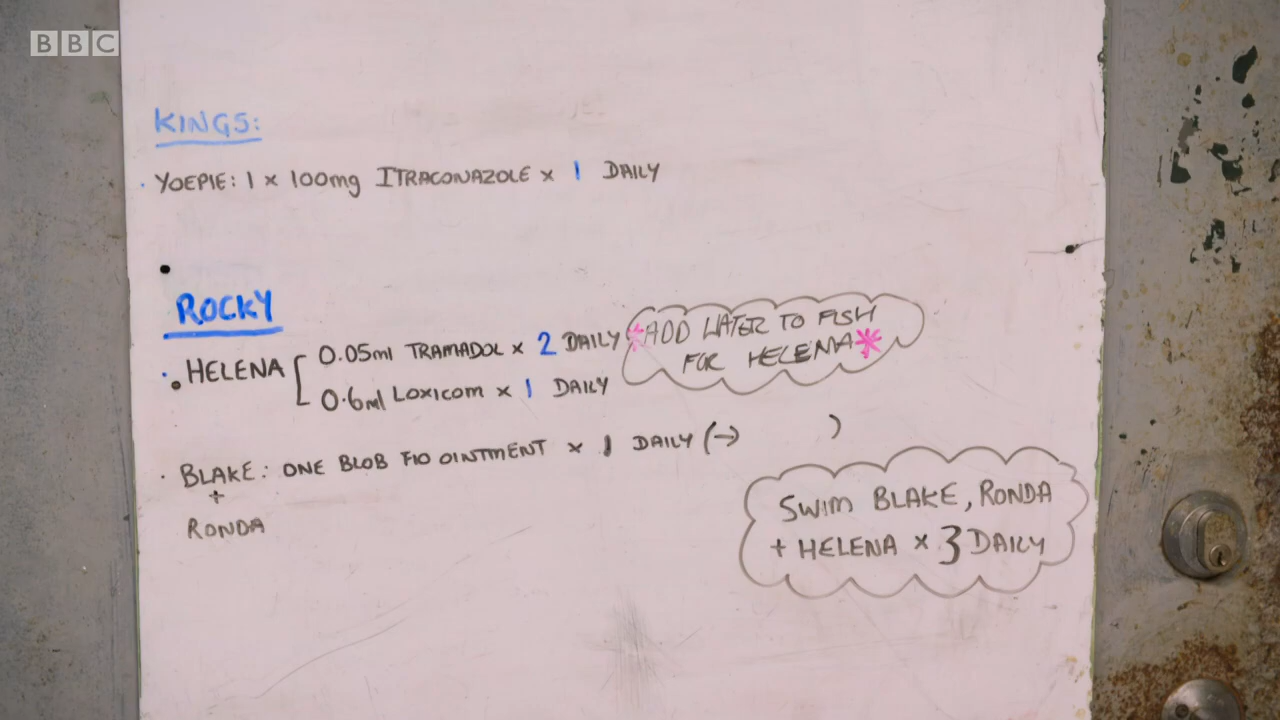 BBC
KINGS:
· YOEPIE: 1 x 100mg ITRACONAZOLE x 1 DAILY
ROCKY
• HELENA [ 0.05ml TRAMADOL x 2 DAILY
0.6ml LOXICOM x 1 DAILY
*ADD WATER TO FISH
FOR HELENA*
· BLAKE: ONE BLOB F10 OINTMENT x 1 DAILY (→ )
+
RONDA
SWIM BLAKE, RONDA
+ HELENA x 3 DAILY